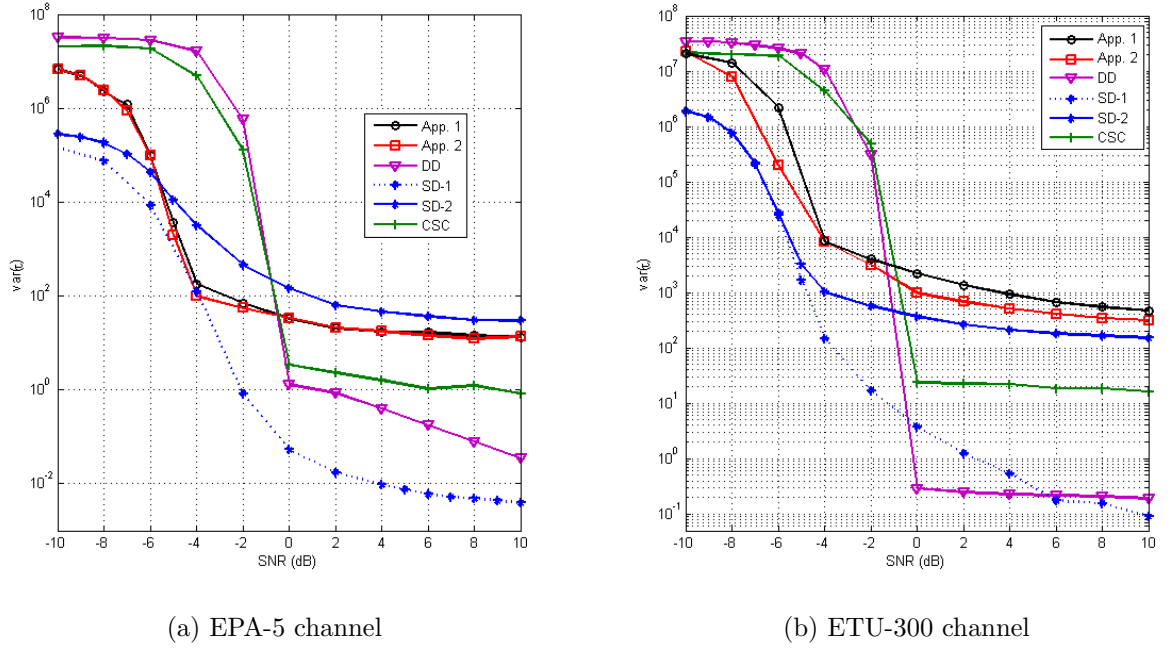 10^8
10^6
10^4
10^2
10^0
10^-2
var(τ)
-10 -8 -6 -4 -2 0 2 4 6 8 10
SNR (dB)
App. 1
App. 2
DD
SD-1
SD-2
CSC
(a) EPA-5 channel
10^8
10^7
10^6
10^5
10^4
10^3
10^2
10^1
10^0
10^-1
var(τ)
-10 -8 -6 -4 -2 0 2 4 6 8 10
SNR (dB)
App. 1
App. 2
DD
SD-1
SD-2
CSC
(b) ETU-300 channel